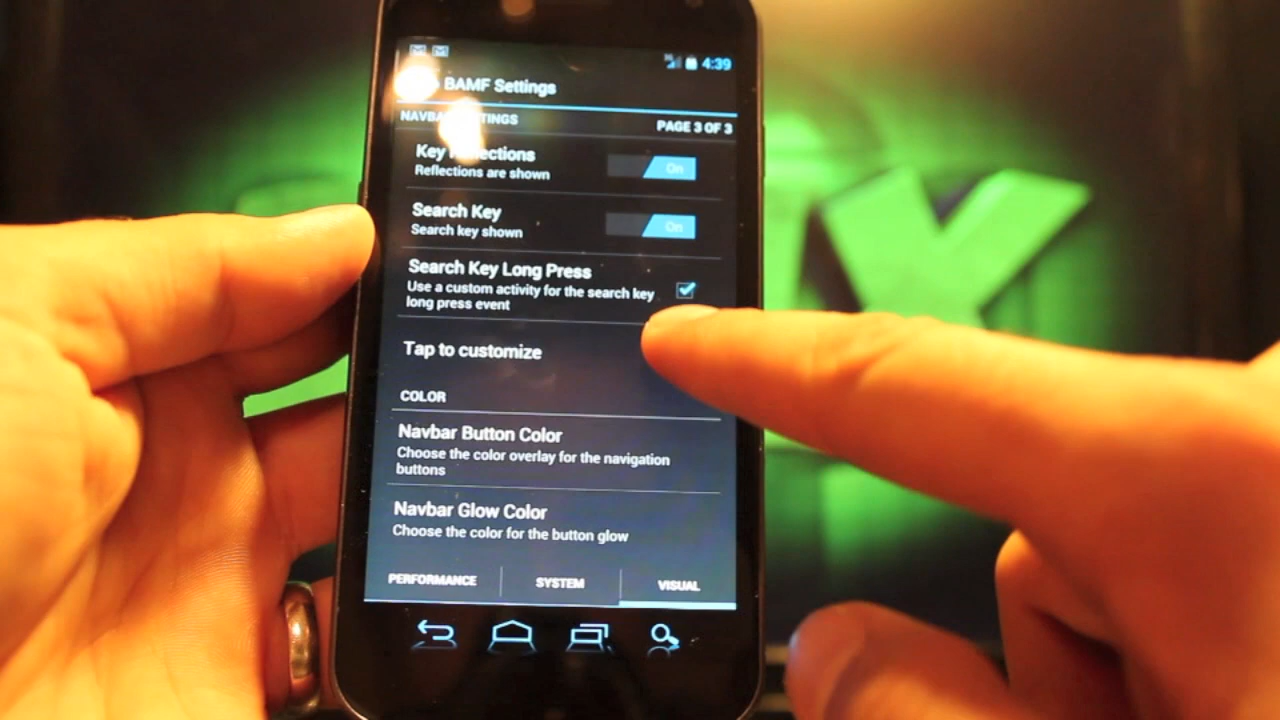 4:39
BAMF Settings
PAGE 3 OF 3
Key
Reflections are shown
On
Search Key
Search key shown
On
Search Key Long Press
Use a custom activity for the search key
long press event
Tap to customize
COLOR
Navbar Button Color
Choose the color overlay for the navigation
buttons
Navbar Glow Color
Choose the color for the button glow
PERFORMANCE
SYSTEM
VISUAL